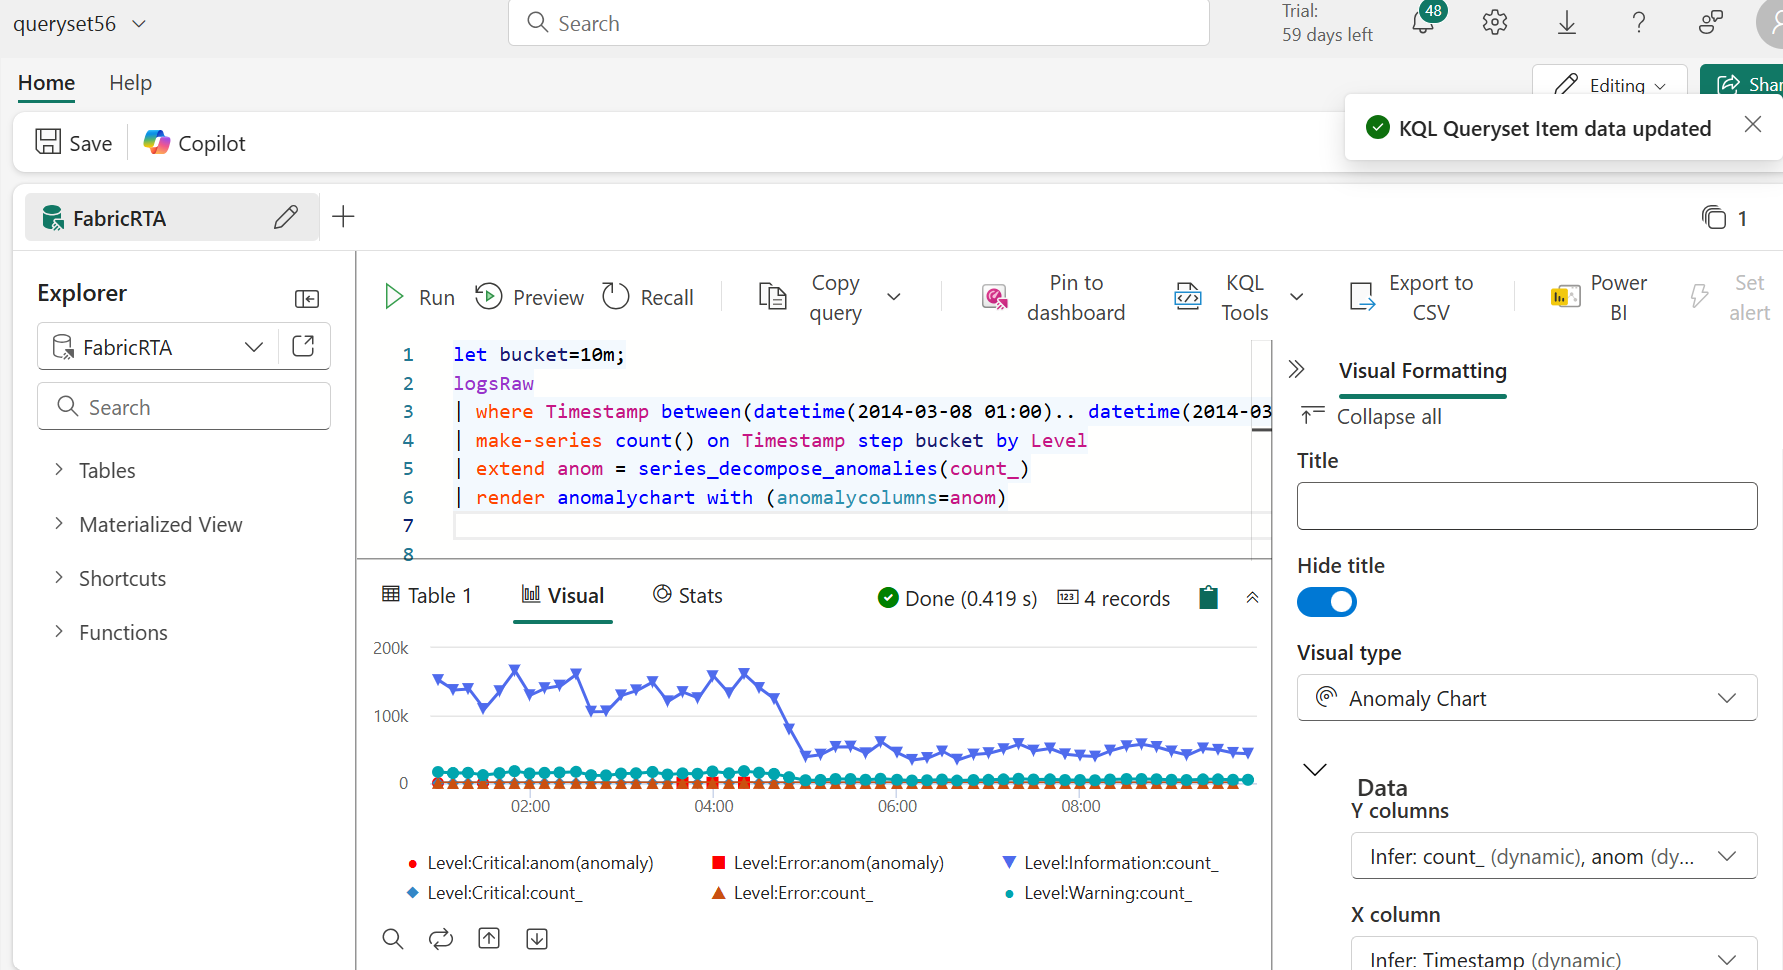 queryset56
Search
Trial:
59 days left
48
Home
Help
Editing
Shar
Save
Copilot
KQL Queryset Item data updated
FabricRTA
1
Explorer
FabricRTA
Search
Tables
Materialized View
Shortcuts
Functions
Run
Preview
Recall
Copy
query
Pin to
dashboard
KQL
Tools
Export to
CSV
Power
BI
Set
alert
1 let bucket=10m;
2 logsRaw
3 | where Timestamp between(datetime(2014-03-08 01:00).. datetime(2014-03
4 | make-series count() on Timestamp step bucket by Level
5 | extend anom = series_decompose_anomalies(count_)
6 | render anomalychart with (anomalycolumns=anom)
7
8
Table 1
Visual
Stats
Done (0.419 s)
123
4 records
200k
100k
0
02:00
04:00
06:00
08:00
Level:Critical:anom(anomaly)
Level:Error:anom(anomaly)
Level:Information:count_
Level:Critical:count_
Level:Error:count_
Level:Warning:count_
Visual Formatting
Collapse all
Title
Hide title
Visual type
Anomaly Chart
Data
Y columns
Infer: count_ (dynamic), anom (dy...
X column
Infer: Timestamp (dynamic)